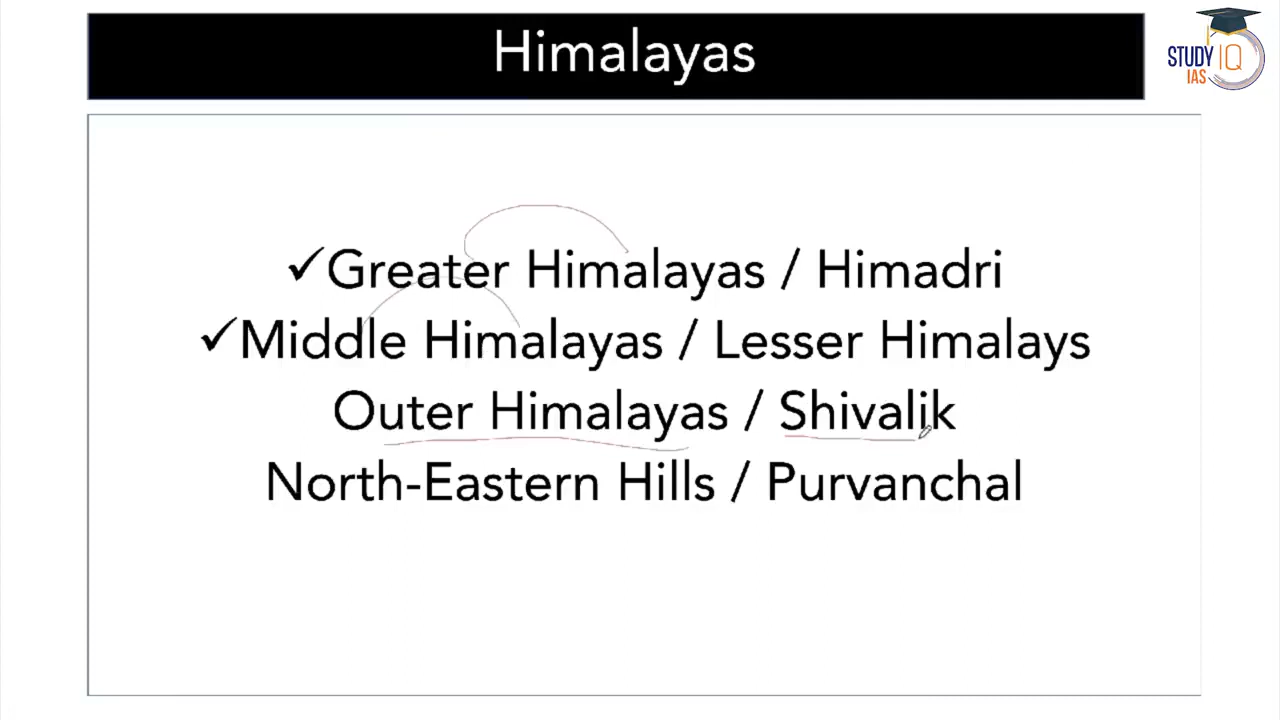 Himalayas
STUDY IQ
IAS
✓Greater Himalayas / Himadri
✓Middle Himalayas / Lesser Himalays
Outer Himalayas / Shivalik
North-Eastern Hills / Purvanchal